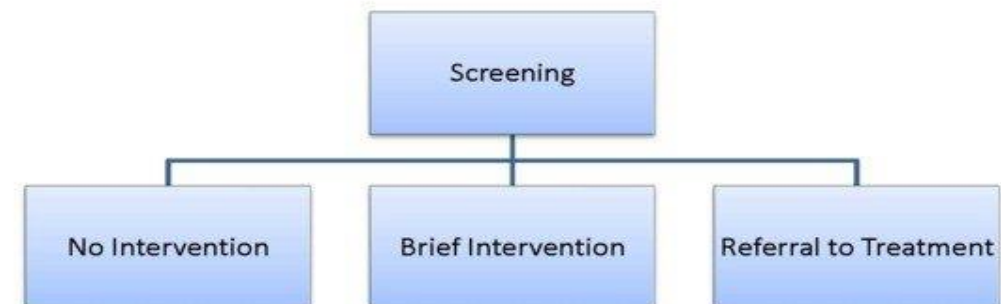 Screening
No Intervention
Brief Intervention
Referral to Treatment